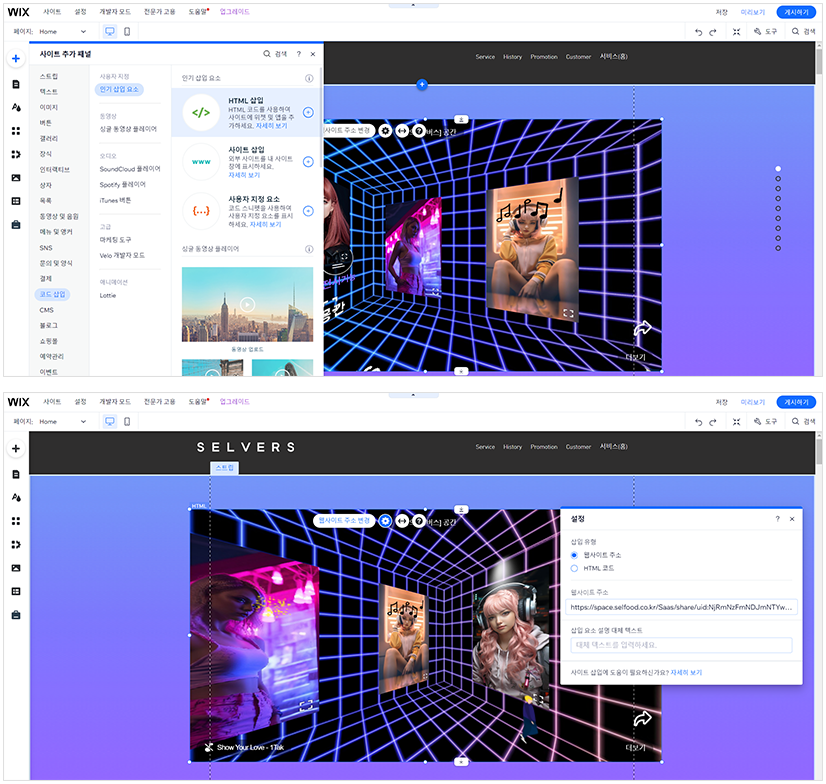 WIX 사이트 설정 개발자 모드 전문가 고용 도움말 업그레이드 저장 미리보기 게시하기
페이지: Home 도구 검색
사이트 추가 패널 검색 ? ×
Service History Promotion Customer 서비스(홈)
스트립
텍스트
이미지
버튼
갤러리
장식
인터랙티브
상자
목록
동영상 및 음원
메뉴 및 앵커
SNS
문의 및 양식
결제
코드 삽입
CMS
블로그
쇼핑몰
예약관리
이벤트
사용자 지정
인기 삽입 요소
동영상
싱글 동영상 플레이어
오디오
SoundCloud 플레이어
Spotify 플레이어
iTunes 버튼
고급
마케팅 도구
Velo 개발자 모드
애니메이션
Lottie
인기 삽입 요소
</>
HTML 삽입
HTML 코드를 사용하여
사이트에 위젯 및 앱을 추
가하세요. 자세히 보기
www
사이트 삽입
외부 사이트를 내 사이트
창에 표시하세요.
자세히 보기
{...}
사용자 지정 요소
코드 스니펫을 사용하여
사용자 지정 요소를 표시
하세요. 자세히 보기
싱글 동영상 플레이어
동영상 업로드
사이트 주소 변경 ? 비스] 공간
공간
더보기
WIX 사이트 설정 개발자 모드 전문가 고용 도움말 업그레이드 저장 미리보기 게시하기
페이지: Home 도구 검색
SELVERS Service History Promotion Customer 서비스(홈)
스트립
HTML
웹사이트 주소 변경 ? 비스] 공간
설정 ? ×
삽입 유형
웹사이트 주소
HTML 코드
웹사이트 주소
https://space.selfood.co.kr/Saas/share/uid:NjRmNzFmNDJmNTYw...
삽입 요소 설명 대체 텍스트
대체 텍스트를 입력하세요.
사이트 삽입에 도움이 필요하신가요? 자세히 보기
Show Your Love - 1Tak
더보기